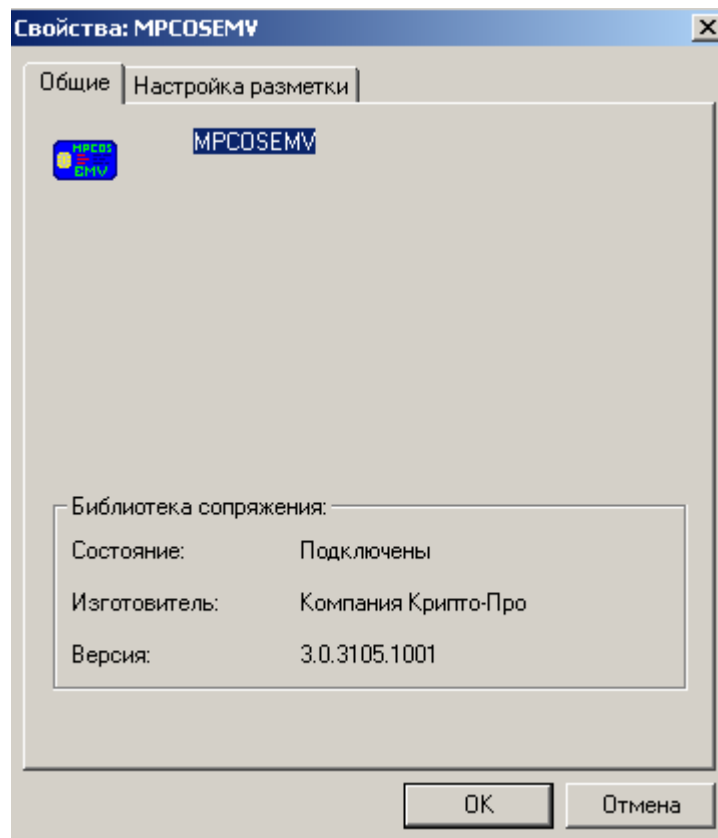 Свойства: MPCOSEMV
Общие
Настройка разметки
MPCOS
EMV
MPCOSEMV
Библиотека сопряжения:
Состояние: Подключены
Изготовитель: Компания Крипто-Про
Версия: 3.0.3105.1001
OK
Отмена